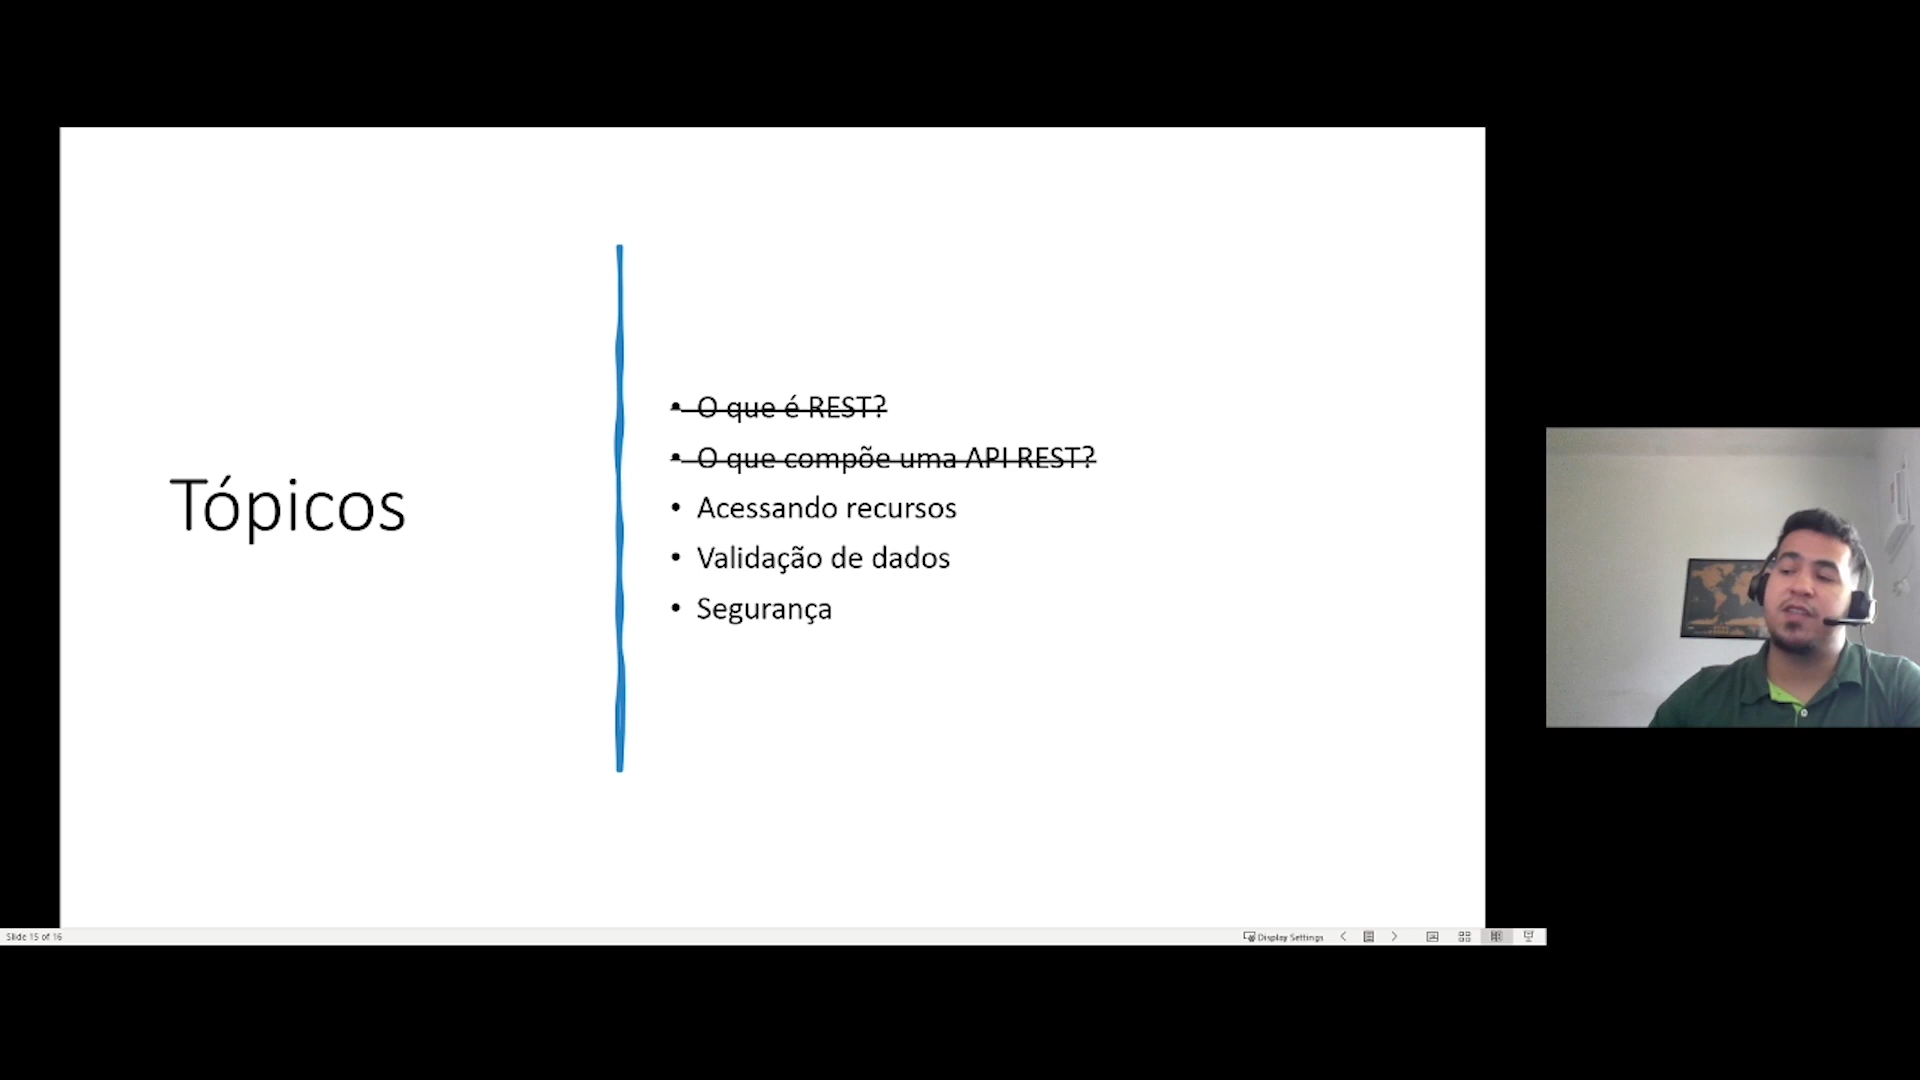 Tópicos
• O que é REST?
• O que compõe uma API REST?
• Acessando recursos
• Validação de dados
• Segurança
Slide 15 of 16
Display Settings